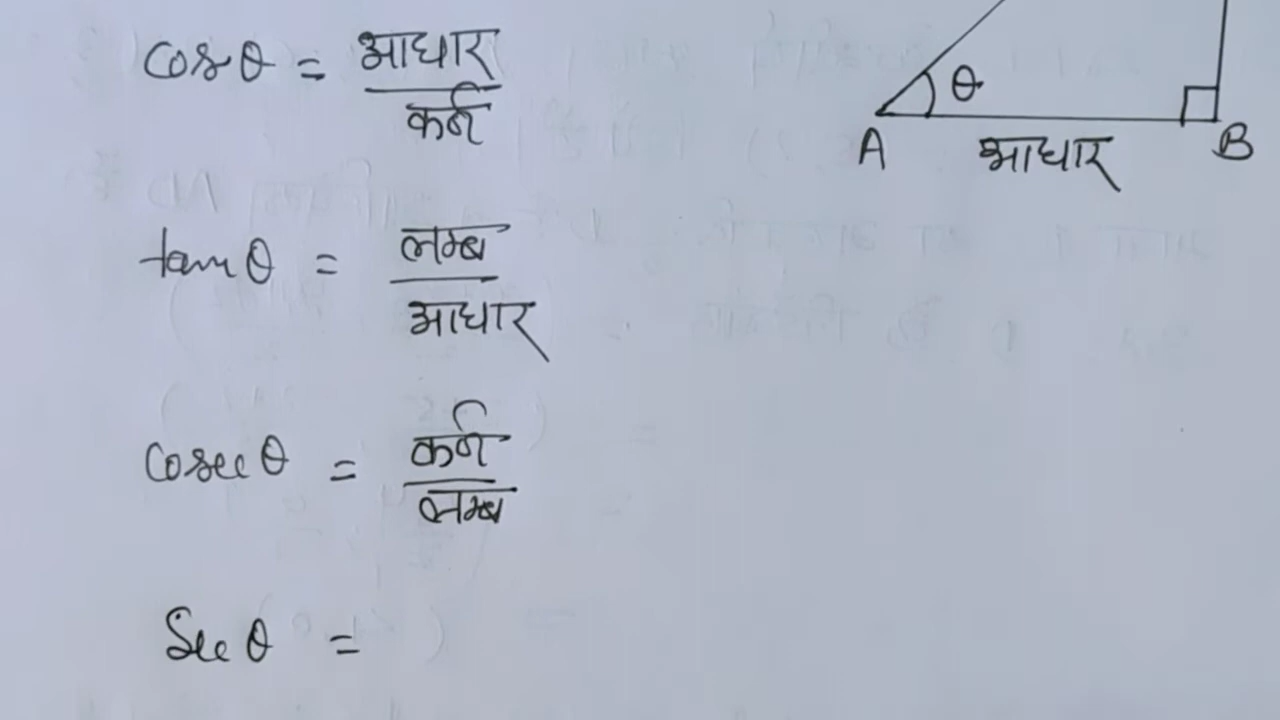 cosθ = आधार
कर्ण
θ
A आधार B
tanθ = लम्ब
आधार
cosecθ = कर्ण
लम्ब
Secθ =